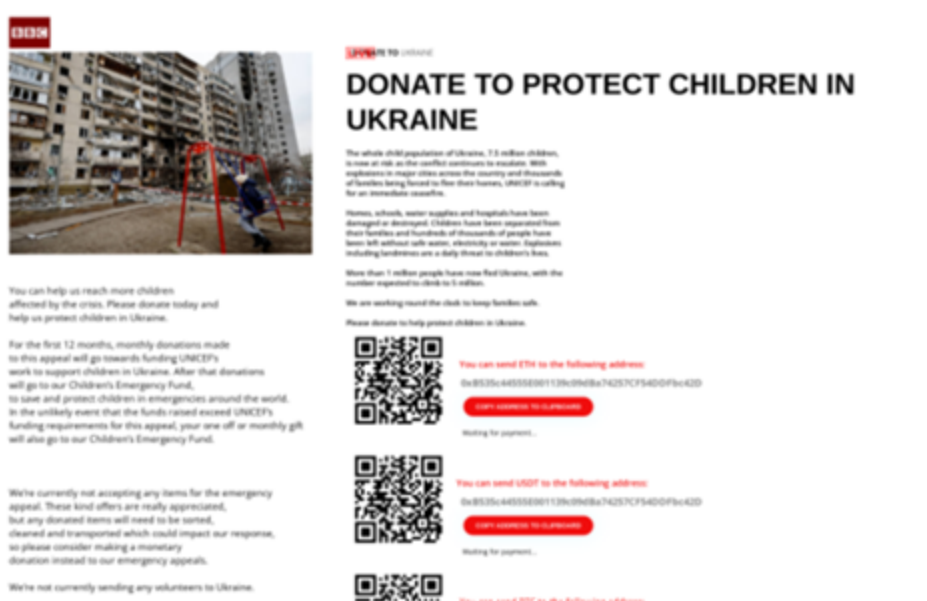 BBC
You can help us reach more children
affected by the crisis. Please donate today and
help us protect children in Ukraine.
For the first 12 months, monthly donations made
to this appeal will go towards funding UNICEF's
work to support children in Ukraine. After that donations
will go to our Children's Emergency Fund,
to save and protect children in emergencies around the world.
In the unlikely event that the funds raised exceed UNICEF's
funding requirements for this appeal, your one off or monthly gift
will also go to our Children's Emergency Fund.
We're currently not accepting any items for the emergency
appeal. These kind offers are really appreciated,
but any donated items will need to be sorted,
cleaned and transported which could impact our response,
so please consider making a monetary
donation instead to our emergency appeals.
We're not currently sending any volunteers to Ukraine.
TO UKRAINE
DONATE TO PROTECT CHILDREN IN
UKRAINE
The whole child population of Ukraine, 7.5 million children,
is now at risk as the conflict continues to escalate. With
explosions in major cities across the country and thousands
of families being forced to flee their homes, UNICEF is calling
for an immediate ceasefire.
Homes, schools, water supplies and hospitals have been
damaged or destroyed. Children have been separated from
their families and hundreds of thousands of people have
been left without safe water, electricity or water. Explosives
including landmines are a daily threat to children's lives.
More than 1 million people have now fled Ukraine, with the
number expected to climb to 5 million.
We are working round the clock to keep families safe.
Please donate to help protect children in Ukraine.
You can send ETH to the following address:
COPY ADDRESS TO CLIPBOARD
Waiting for payment...
You can send USDT to the following address:
COPY ADDRESS TO CLIPBOARD
Waiting for payment...